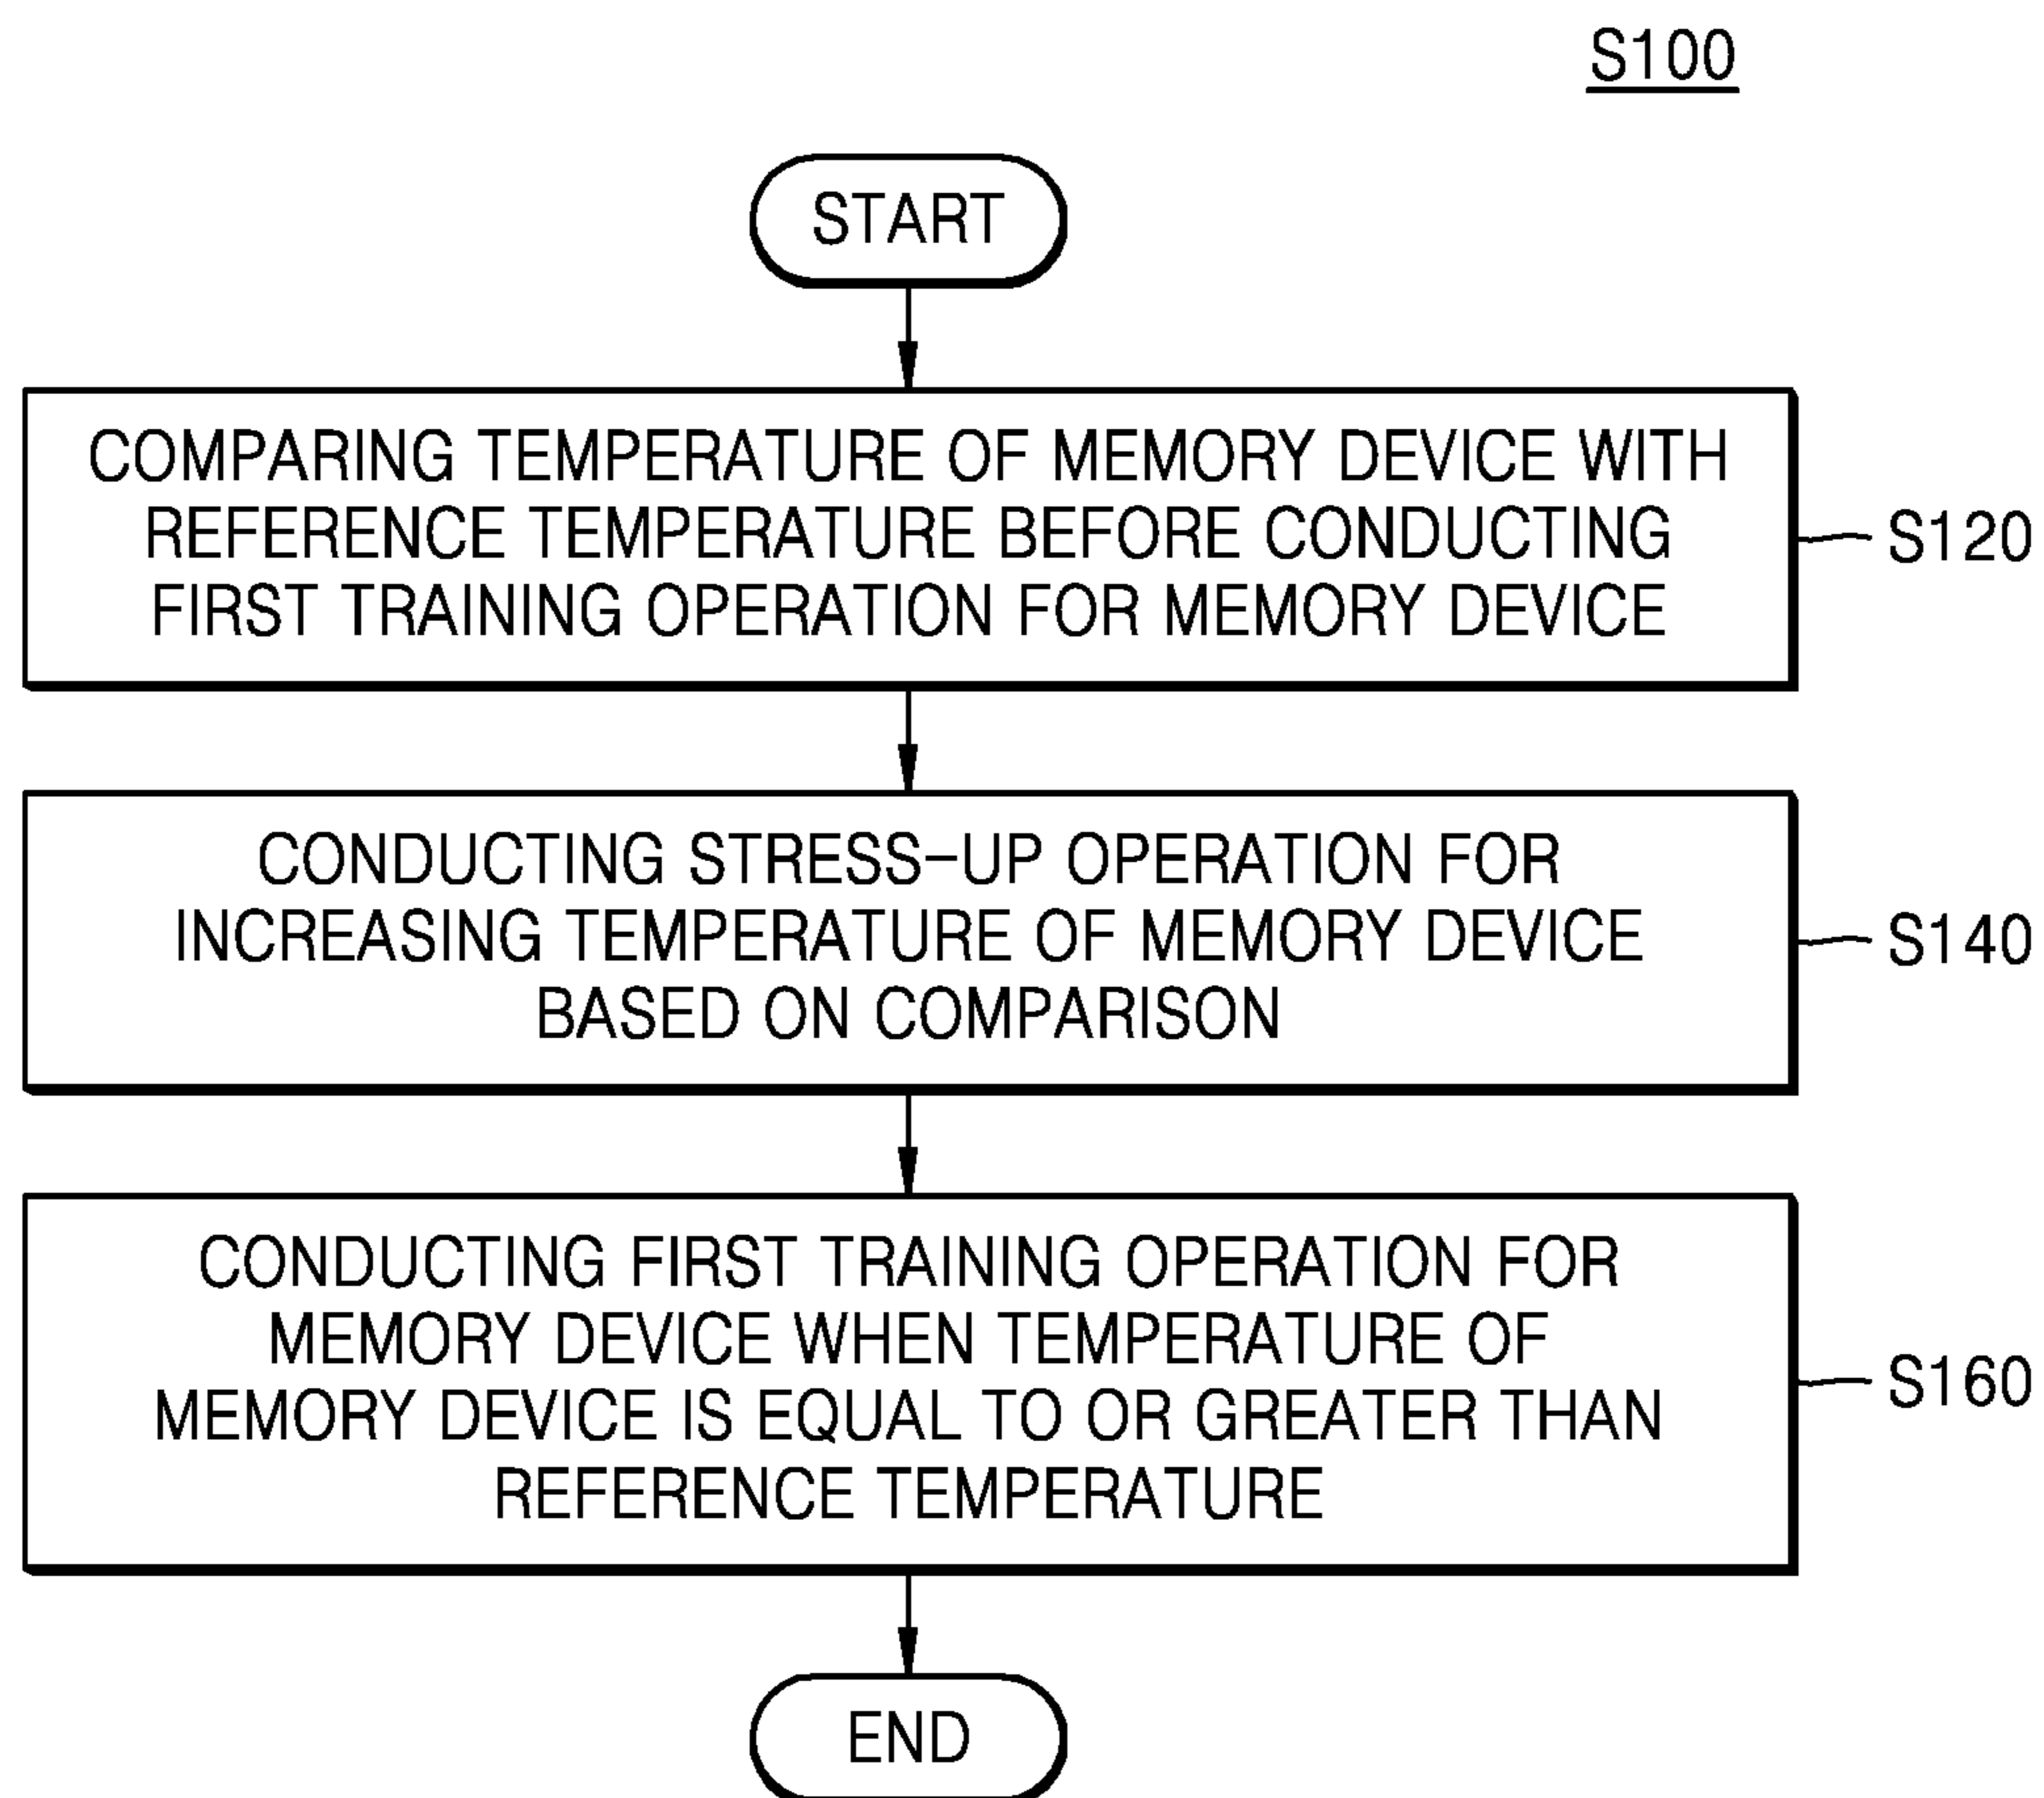 S100
START
COMPARING TEMPERATURE OF MEMORY DEVICE WITH
REFERENCE TEMPERATURE BEFORE CONDUCTING
FIRST TRAINING OPERATION FOR MEMORY DEVICE
S120
CONDUCTING STRESS-UP OPERATION FOR
INCREASING TEMPERATURE OF MEMORY DEVICE
BASED ON COMPARISON
S140
CONDUCTING FIRST TRAINING OPERATION FOR
MEMORY DEVICE WHEN TEMPERATURE OF
MEMORY DEVICE IS EQUAL TO OR GREATER THAN
REFERENCE TEMPERATURE
S160
END